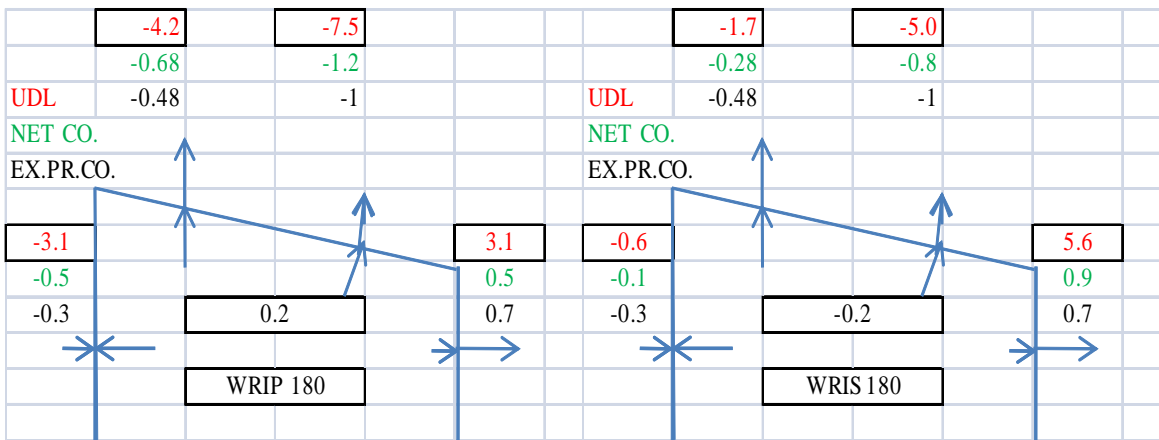 -4.2 -7.5 -1.7 -5.0
-0.68 -1.2 -0.28 -0.8
UDL -0.48 -1 UDL -0.48 -1
NET CO. NET CO.
EX.PR.CO. EX.PR.CO.
-3.1 3.1 -0.6 5.6
-0.5 0.5 -0.1 0.9
-0.3 0.2 0.7 -0.3 -0.2 0.7
WRIP 180 WRIS 180